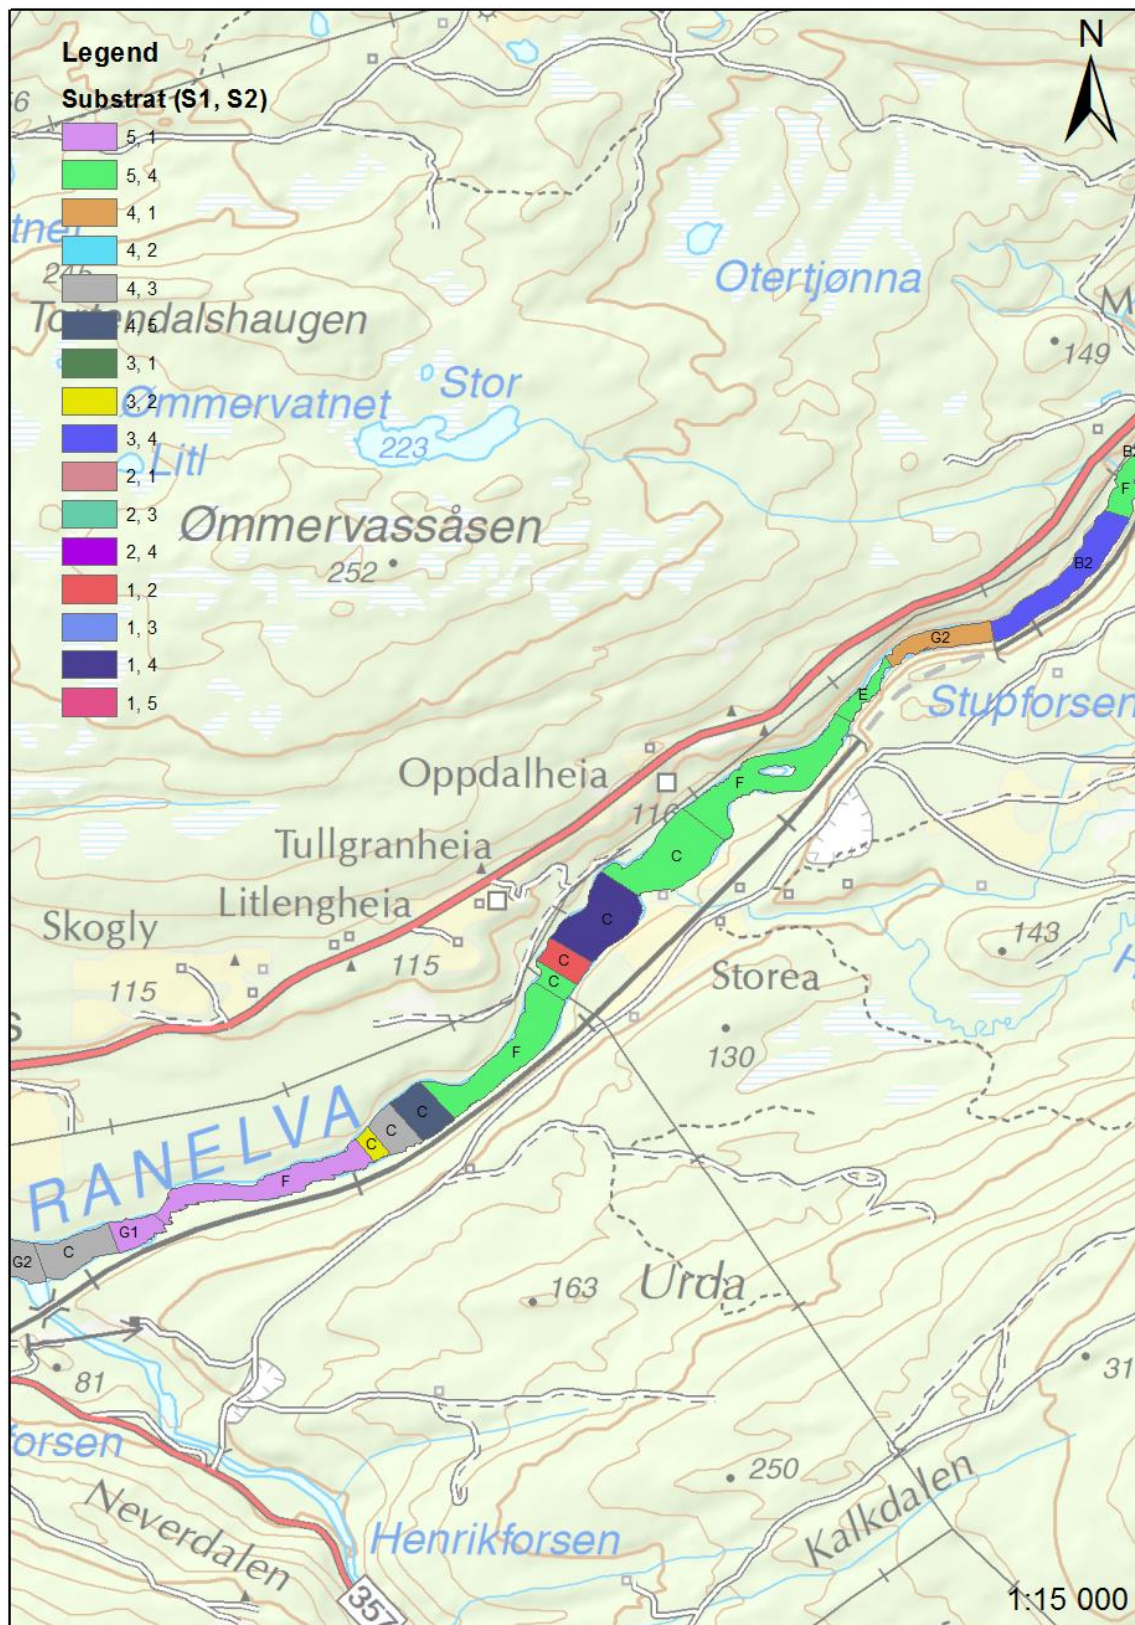 Legend
Substrat (S1, S2)
5, 1
5, 4
4, 1
4, 2
4, 3
4, 5
3, 1
3, 2
3, 4
2, 1
2, 3
2, 4
1, 2
1, 3
1, 4
1, 5
N
Otertjønna
M
149
Tortendalshaugen
Stor
Ømmervatnet
223
Litl
Ømmervassåsen
252
F
B2
G2
E
Stupforsen
Oppdalheia
F
116
Tullgranheia
C
Litlengheia
Skogly
C
143
115
115
C
Storea
C
130
F
C
C
C
RANELVA
F
G1
C
G2
Urda
163
81
31
forsen
250
Kalkdalen
Neverdalen
Henrikforsen
357
1:15 000